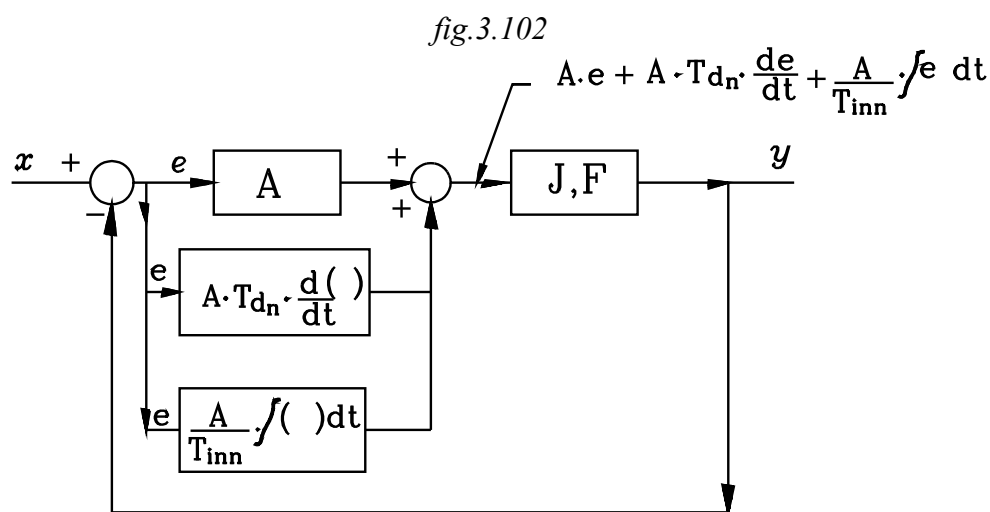 fig.3.102
A·e + A·Tdn·de/dt + A/Tinn·∫e dt
x + e A + J,F y
− +
e A·Tdn·d( )/dt
e A/Tinn·∫( )dt